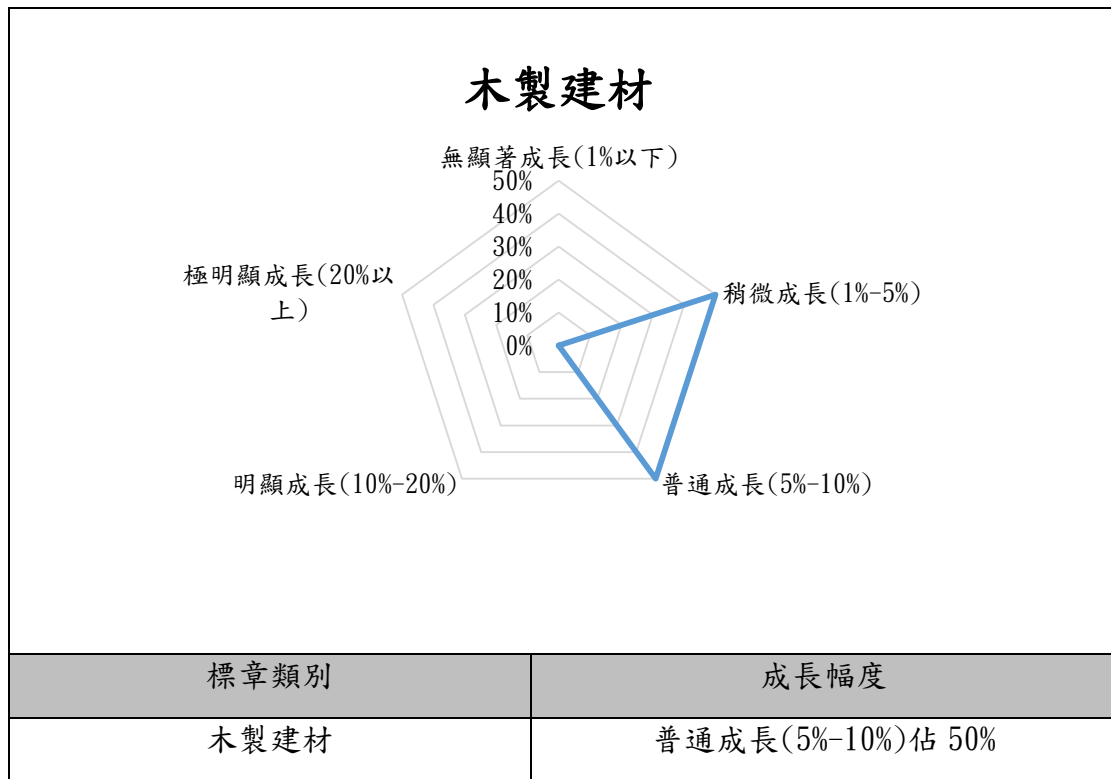 木製建材
無顯著成長(1%以下)
50%
40%
30%
20%
10%
0%
稍微成長(1%-5%)
普通成長(5%-10%)
明顯成長(10%-20%)
極明顯成長(20%以
上)
標章類別 成長幅度
木製建材 普通成長(5%-10%)佔 50%